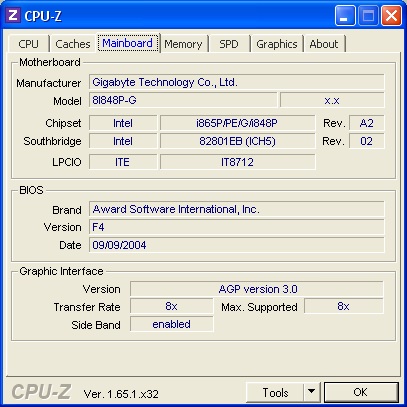 CPU-Z
CPU Caches Mainboard Memory SPD Graphics About
Motherboard
Manufacturer Gigabyte Technology Co., Ltd.
Model 8I848P-G x.x
Chipset Intel i865P/PE/G/i848P Rev. A2
Southbridge Intel 82801EB (ICH5) Rev. 02
LPCIO ITE IT8712
BIOS
Brand Award Software International, Inc.
Version F4
Date 09/09/2004
Graphic Interface
Version AGP version 3.0
Transfer Rate 8x Max. Supported 8x
Side Band enabled
CPU-Z Ver. 1.65.1.x32 Tools OK